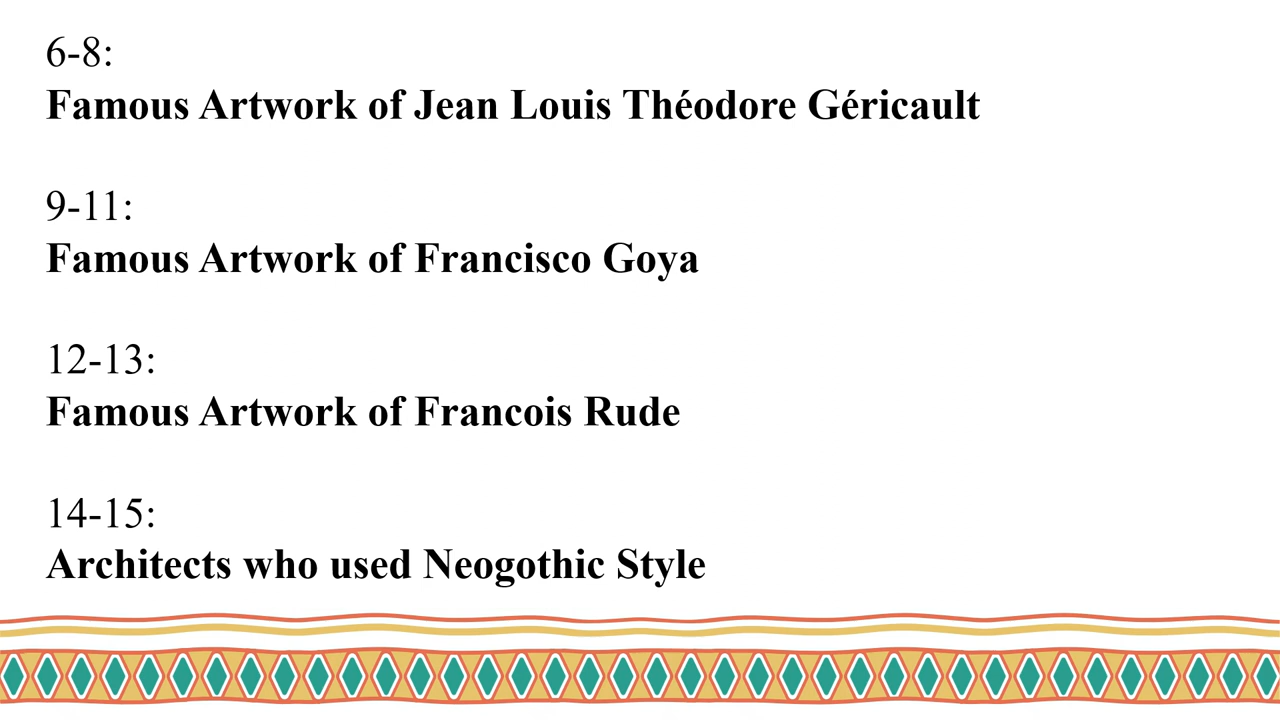 6-8:
Famous Artwork of Jean Louis Théodore Géricault
9-11:
Famous Artwork of Francisco Goya
12-13:
Famous Artwork of Francois Rude
14-15:
Architects who used Neogothic Style